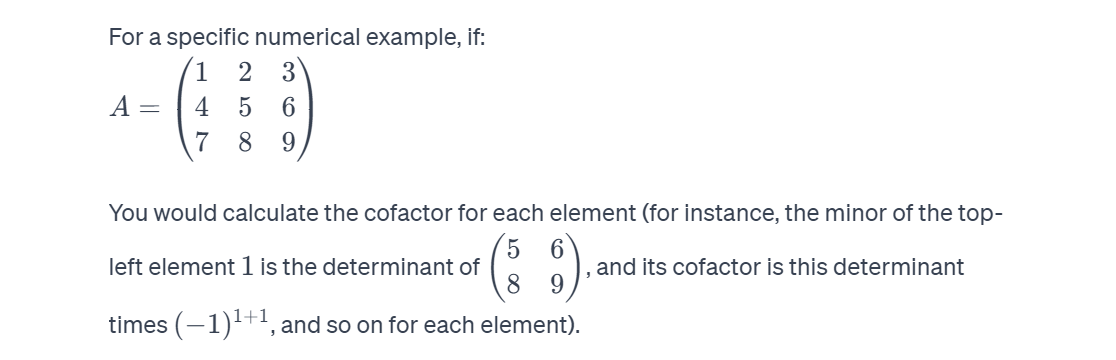 For a specific numerical example, if:
A = \begin{pmatrix} 1 & 2 & 3 \\ 4 & 5 & 6 \\ 7 & 8 & 9 \end{pmatrix}
You would calculate the cofactor for each element (for instance, the minor of the top-
left element 1 is the determinant of \begin{pmatrix} 5 & 6 \\ 8 & 9 \end{pmatrix}, and its cofactor is this determinant
times (−1)^{1+1}, and so on for each element).